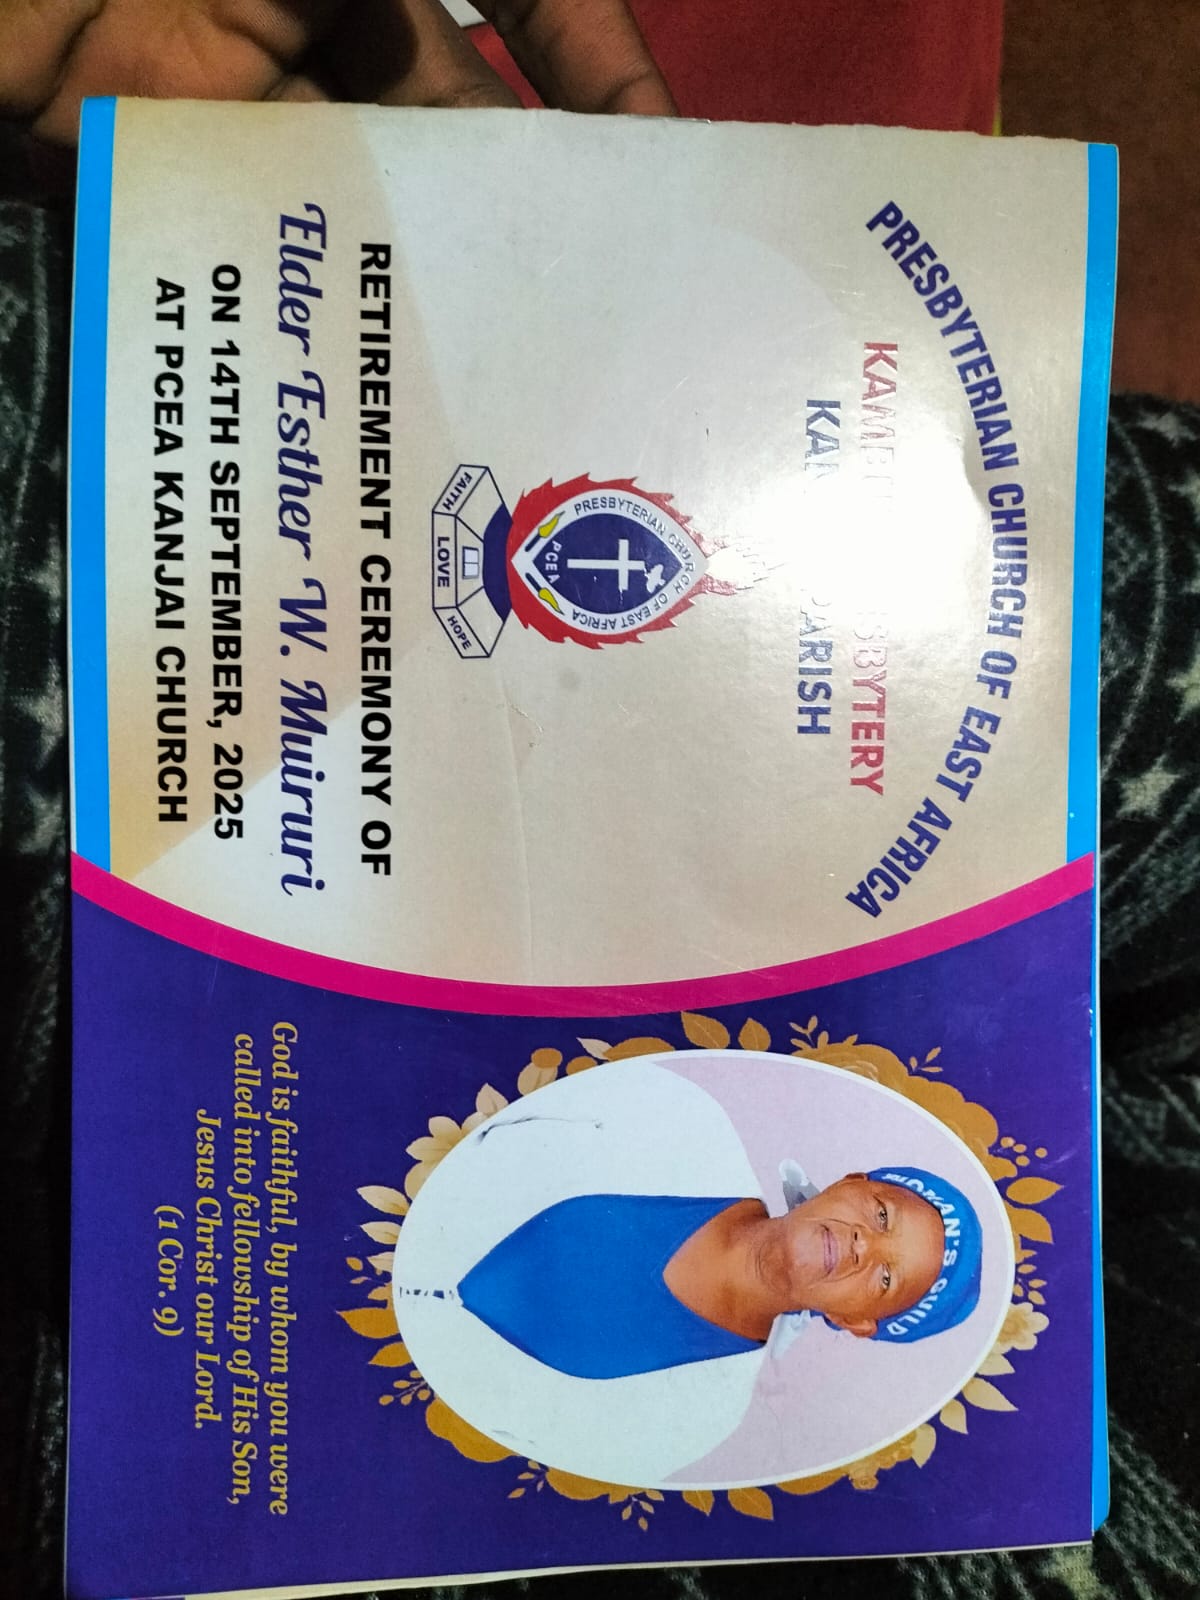 PRESBYTERIAN CHURCH OF EAST AFRICA
PARISH
PRESBYTERIAN CHURCH OF EAST AFRICA
PCEA
FAITH
LOVE
HOPE
RETIREMENT CEREMONY OF
Elder Esther W. Muiruri
ON 14TH SEPTEMBER, 2025
AT PCEA KANJAI CHURCH
WOMAN'S GUILD
God is faithful, by whom you were
called into fellowship of His Son,
Jesus Christ our Lord.
(1 Cor. 9)